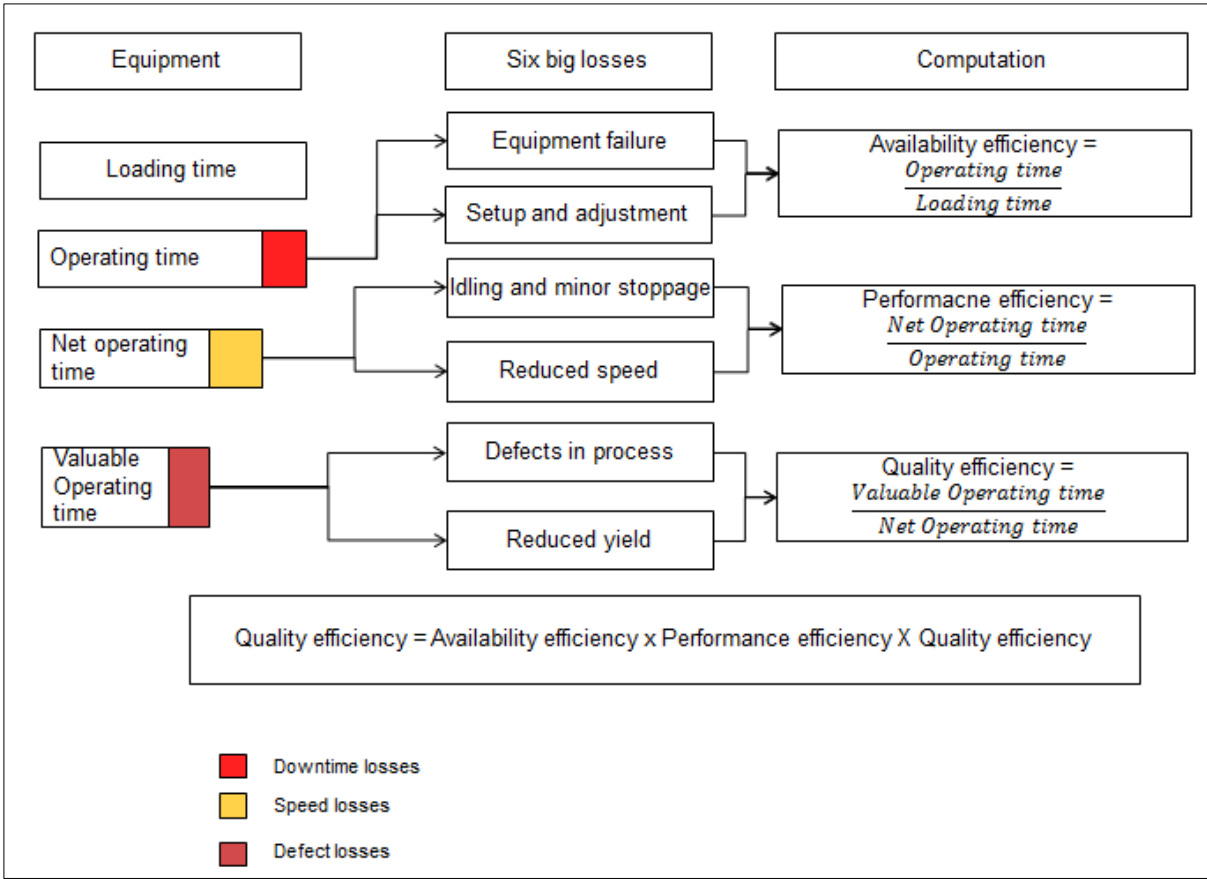 Equipment
Six big losses
Computation
Loading time
Operating time
Net operating
time
Valuable
Operating
time
Equipment failure
Setup and adjustment
Idling and minor stoppage
Reduced speed
Defects in process
Reduced yield
Availability efficiency =
Operating time
Loading time
Performacne efficiency =
Net Operating time
Operating time
Quality efficiency =
Valuable Operating time
Net Operating time
Quality efficiency = Availability efficiency x Performance efficiency X Quality efficiency
Downtime losses
Speed losses
Defect losses